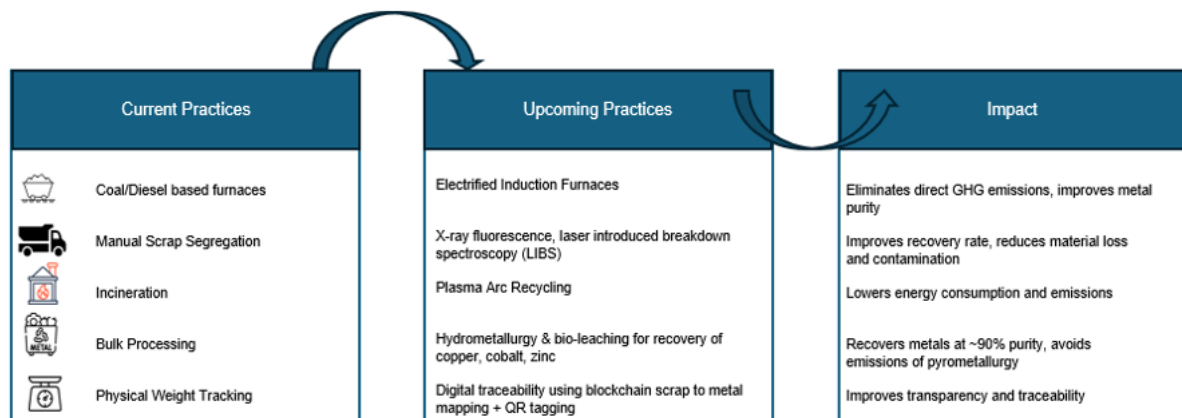 Current Practices
Coal/Diesel based furnaces
Manual Scrap Segregation
Incineration
METAL
Bulk Processing
Physical Weight Tracking
Upcoming Practices
Electrified Induction Furnaces
X-ray fluorescence, laser introduced breakdown
spectroscopy (LIBS)
Plasma Arc Recycling
Hydrometallurgy & bio-leaching for recovery of
copper, cobalt, zinc
Digital traceability using blockchain scrap to metal
mapping + QR tagging
Impact
Eliminates direct GHG emissions, improves metal
purity
Improves recovery rate, reduces material loss
and contamination
Lowers energy consumption and emissions
Recovers metals at ~90% purity, avoids
emissions of pyrometallurgy
Improves transparency and traceability